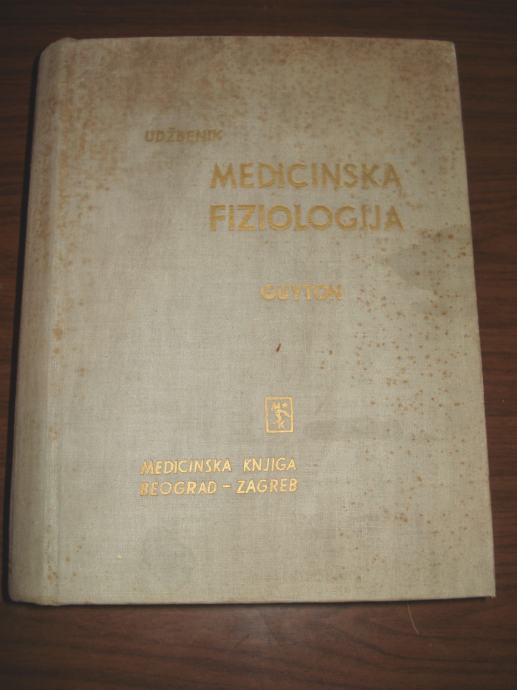 UDŽBENIK
MEDICINSKA
FIZIOLOGIJA
GUYTON
M
K
MEDICINSKA KNJIGA
BEOGRAD – ZAGREB